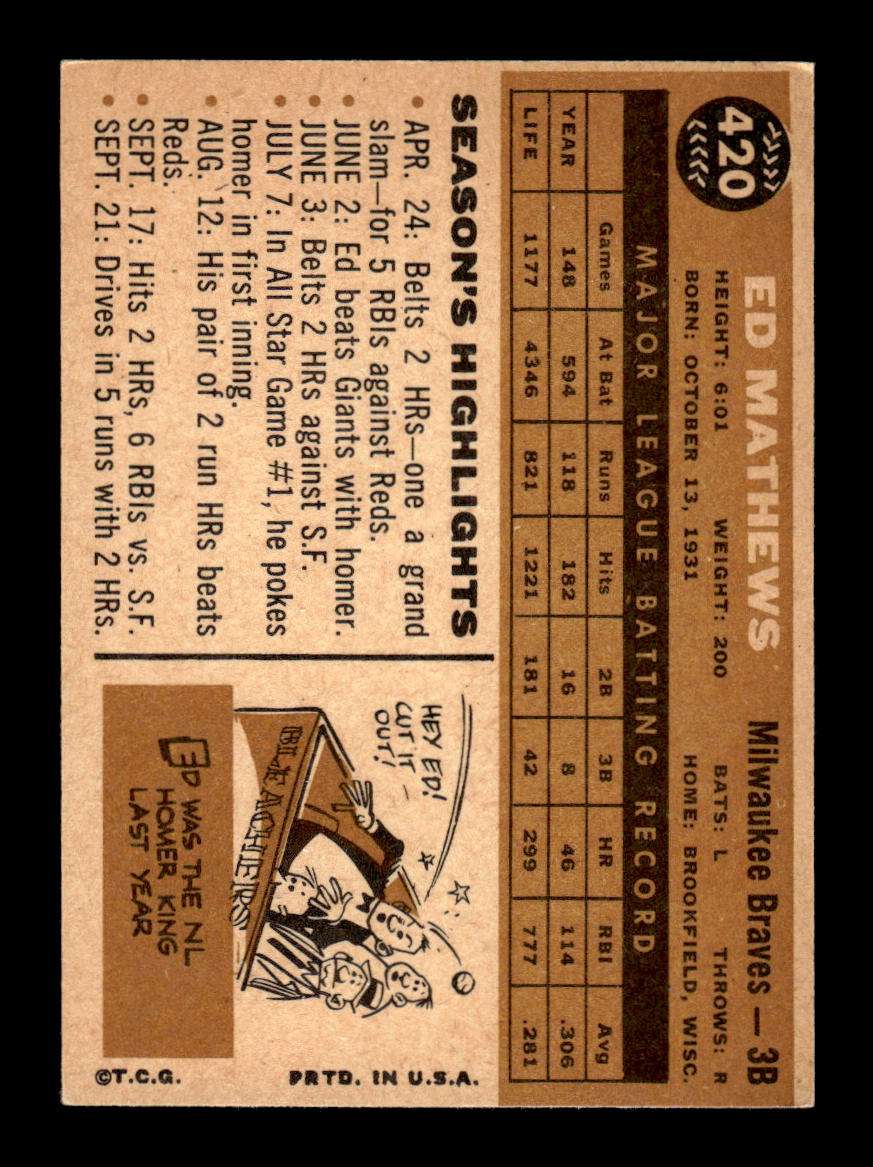 420
ED MATHEWS Milwaukee Braves — 3B
HEIGHT: 6:01 WEIGHT: 200 BATS: L THROWS: R
BORN: OCTOBER 13, 1931 HOME: BROOKFIELD, WISC.
MAJOR LEAGUE BATTING RECORD
Games At Bat Runs Hits 2B 3B HR RBI Avg
YEAR 148 594 118 182 16 8 46 114 .306
LIFE 1177 4346 821 1221 181 42 299 777 .281
SEASON'S HIGHLIGHTS
• APR. 24: Belts 2 HRs—one a grand
slam—for 5 RBIs against Reds.
• JUNE 2: Ed beats Giants with homer.
• JUNE 3: Belts 2 HRs against S.F.
• JULY 7: In All Star Game #1, he pokes
homer in first inning.
• AUG. 12: His pair of 2 run HRs beats
Reds.
• SEPT. 17: Hits 2 HRs, 6 RBIs vs. S.F.
• SEPT. 21: Drives in 5 runs with 2 HRs.
HEY ED!
CUT IT
OUT!
BLEACHERS
ED WAS THE NL
HOMER KING
LAST YEAR
©T.C.G. PRTD. IN U.S.A.